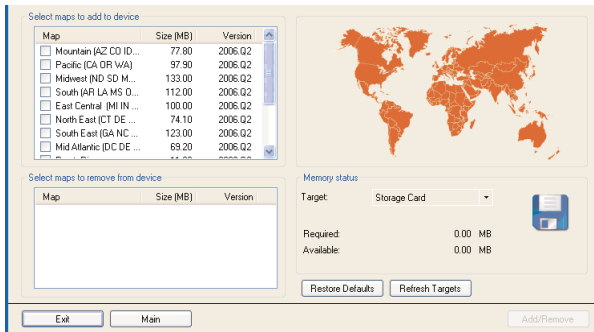 Select maps to add to device
Map Size (MB) Version
Mountain (AZ CO ID... 77.80 2006.Q2
Pacific (CA OR WA) 97.90 2006.Q2
Midwest (ND SD M... 133.00 2006.Q2
South (AR LA MS O... 112.00 2006.Q2
East Central (MI IN ... 100.00 2006.Q2
North East (CT DE ... 74.10 2006.Q2
South East (GA NC ... 123.00 2006.Q2
Mid Atlantic (DC DE ... 69.20 2006.Q2
Select maps to remove from device
Map Size (MB) Version
Memory status
Target: Storage Card
Required: 0.00 MB
Available: 0.00 MB
Restore Defaults Refresh Targets
Exit Main Add/Remove